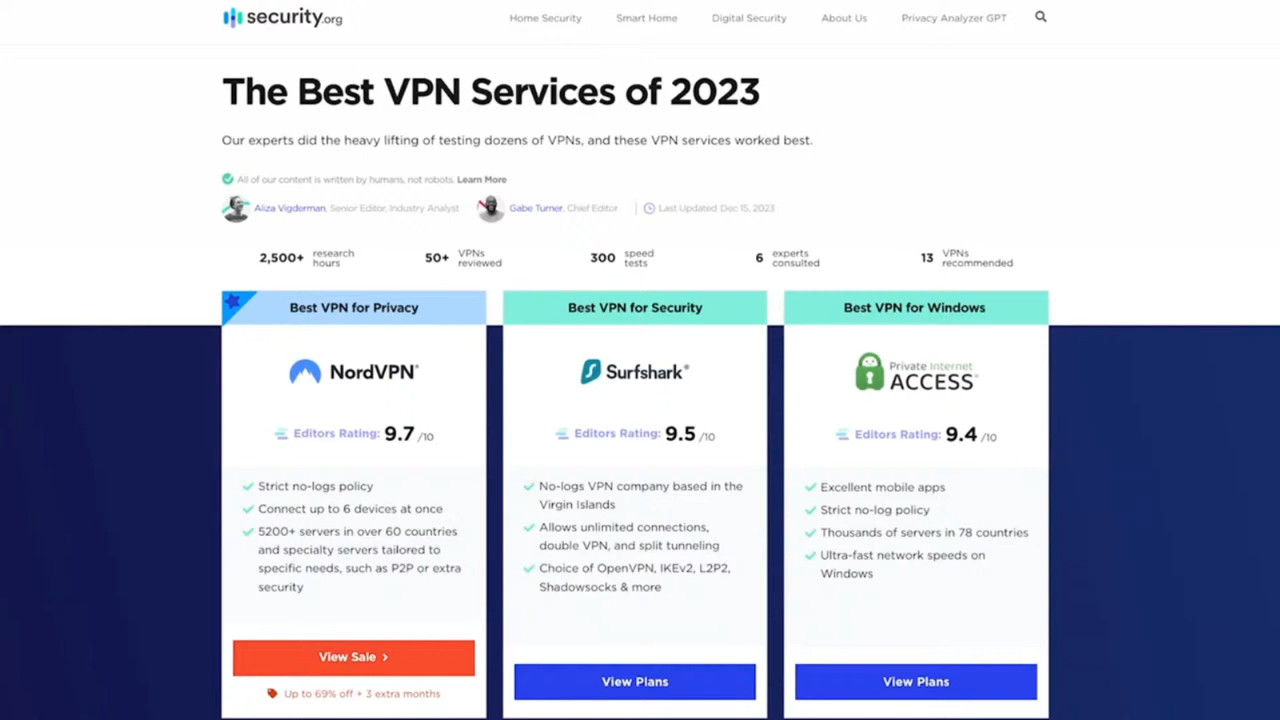 security.org
Home Security
Smart Home
Digital Security
About Us
Privacy Analyzer GPT
The Best VPN Services of 2023
Our experts did the heavy lifting of testing dozens of VPNs, and these VPN services worked best.
All of our content is written by humans, not robots. Learn More
Aliza Vigderman, Senior Editor, Industry Analyst
Gabe Turner, Chief Editor
Last Updated Dec 15, 2023
2,500+ research hours
50+ VPNs reviewed
300 speed tests
6 experts consulted
13 VPNs recommended
Best VPN for Privacy
NordVPN®
Editors Rating: 9.7 /10
Strict no-logs policy
Connect up to 6 devices at once
5200+ servers in over 60 countries
and specialty servers tailored to
specific needs, such as P2P or extra
security
View Sale >
Up to 69% off + 3 extra months
Best VPN for Security
Surfshark®
Editors Rating: 9.5 /10
No-logs VPN company based in the
Virgin Islands
Allows unlimited connections,
double VPN, and split tunneling
Choice of OpenVPN, IKEv2, L2P2,
Shadowsocks & more
View Plans
Best VPN for Windows
Private Internet
ACCESS®
Editors Rating: 9.4 /10
Excellent mobile apps
Strict no-log policy
Thousands of servers in 78 countries
Ultra-fast network speeds on
Windows
View Plans